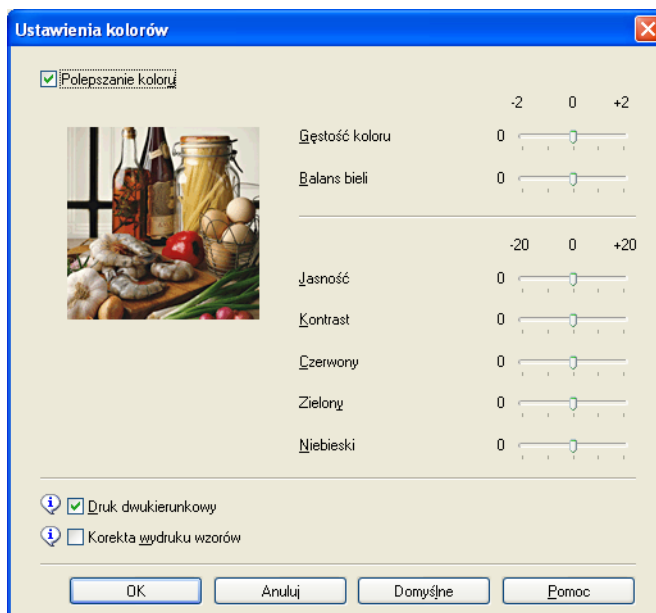 Ustawienia kolorów
Polepszanie koloru
-2 0 +2
Gęstość koloru 0
Balans bieli 0
-20 0 +20
Jasność 0
Kontrast 0
Czerwony 0
Zielony 0
Niebieski 0
Druk dwukierunkowy
Korekta wydruku wzorów
OK Anuluj Domyślne Pomoc